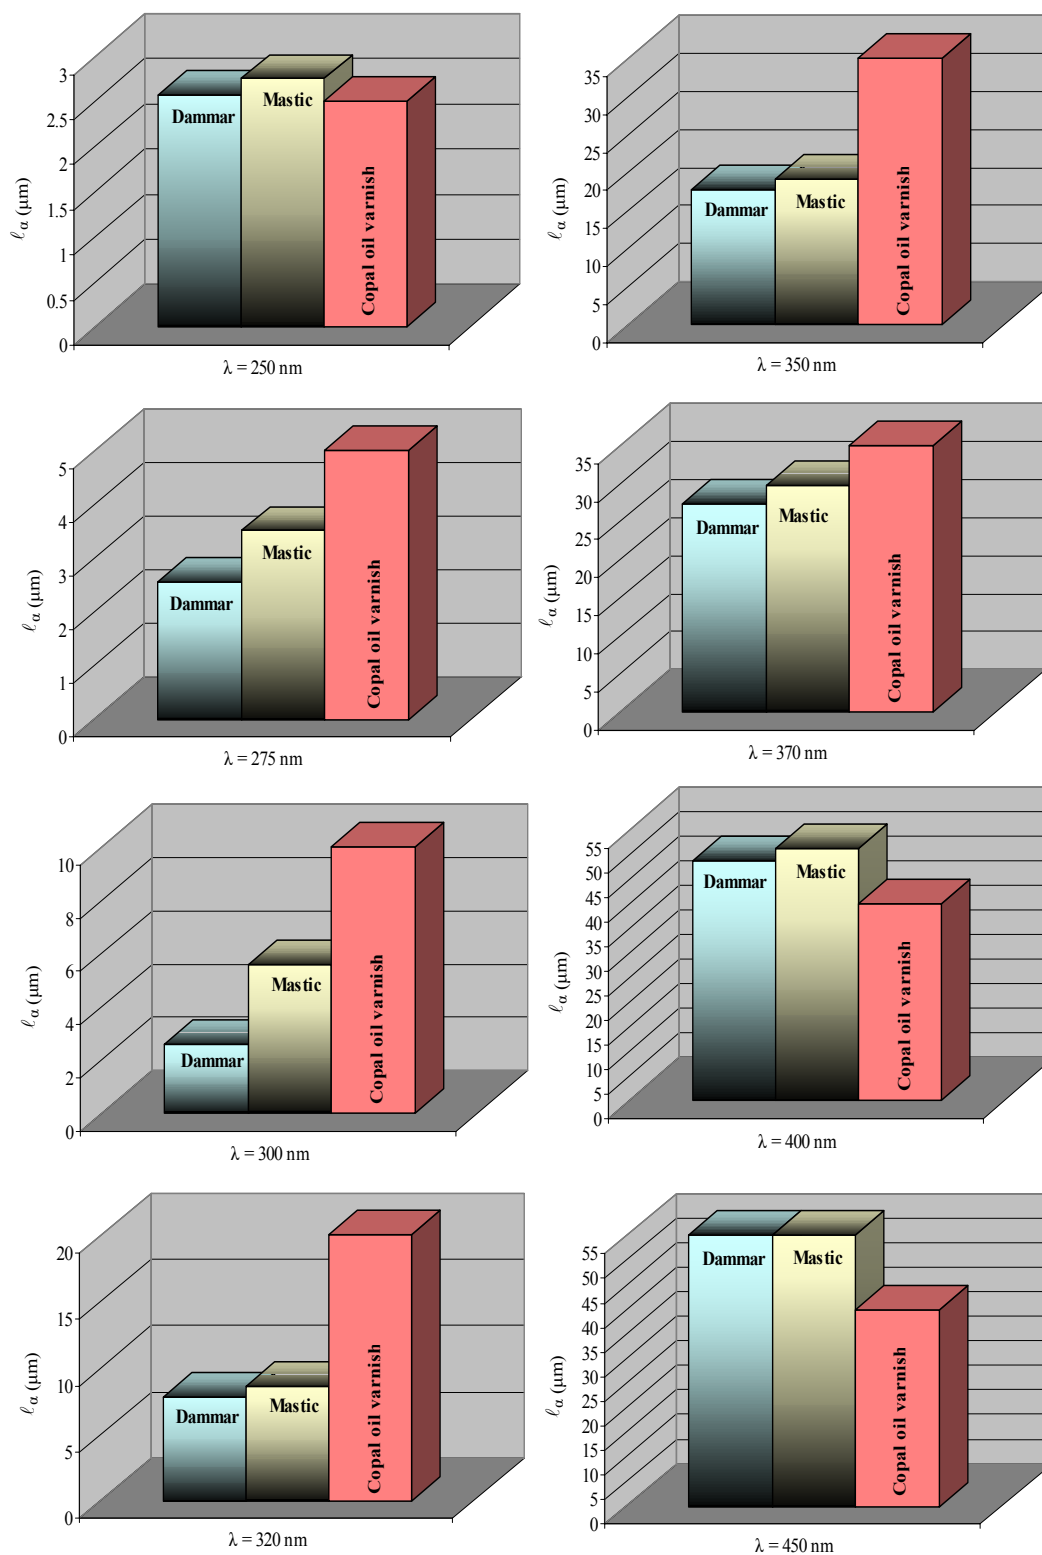 3
2.5
2
1.5
1
0.5
0
ℓα (μm)
Dammar
Mastic
Copal oil varnish
λ = 250 nm
35
30
25
20
15
10
5
0
ℓα (μm)
Dammar
Mastic
Copal oil varnish
λ = 350 nm
5
4
3
2
1
0
ℓα (μm)
Dammar
Mastic
Copal oil varnish
λ = 275 nm
35
30
25
20
15
10
5
0
ℓα (μm)
Dammar
Mastic
Copal oil varnish
λ = 370 nm
10
8
6
4
2
0
ℓα (μm)
Dammar
Mastic
Copal oil varnish
λ = 300 nm
55
50
45
40
35
30
25
20
15
10
5
0
ℓα (μm)
Dammar
Mastic
Copal oil varnish
λ = 400 nm
20
15
10
5
0
ℓα (μm)
Dammar
Mastic
Copal oil varnish
λ = 320 nm
55
50
45
40
35
30
25
20
15
10
5
0
ℓα (μm)
Dammar
Mastic
Copal oil varnish
λ = 450 nm